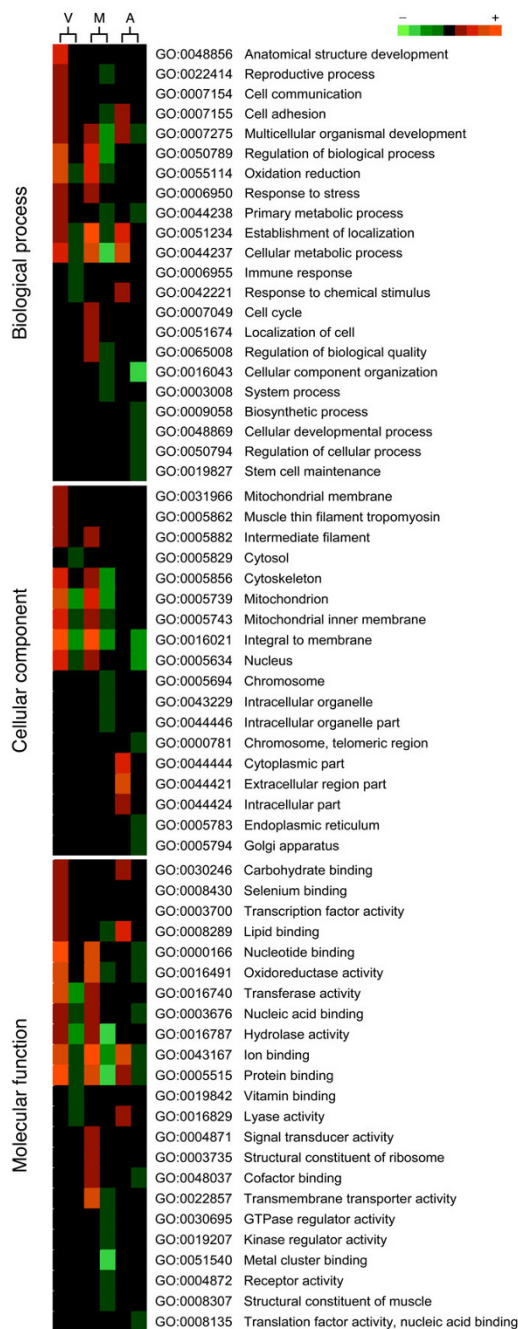 V M A
– +
Biological process
GO:0048856 Anatomical structure development
GO:0022414 Reproductive process
GO:0007154 Cell communication
GO:0007155 Cell adhesion
GO:0007275 Multicellular organismal development
GO:0050789 Regulation of biological process
GO:0055114 Oxidation reduction
GO:0006950 Response to stress
GO:0044238 Primary metabolic process
GO:0051234 Establishment of localization
GO:0044237 Cellular metabolic process
GO:0006955 Immune response
GO:0042221 Response to chemical stimulus
GO:0007049 Cell cycle
GO:0051674 Localization of cell
GO:0065008 Regulation of biological quality
GO:0016043 Cellular component organization
GO:0003008 System process
GO:0009058 Biosynthetic process
GO:0048869 Cellular developmental process
GO:0050794 Regulation of cellular process
GO:0019827 Stem cell maintenance
Cellular component
GO:0031966 Mitochondrial membrane
GO:0005862 Muscle thin filament tropomyosin
GO:0005882 Intermediate filament
GO:0005829 Cytosol
GO:0005856 Cytoskeleton
GO:0005739 Mitochondrion
GO:0005743 Mitochondrial inner membrane
GO:0016021 Integral to membrane
GO:0005634 Nucleus
GO:0005694 Chromosome
GO:0043229 Intracellular organelle
GO:0044446 Intracellular organelle part
GO:0000781 Chromosome, telomeric region
GO:0044444 Cytoplasmic part
GO:0044421 Extracellular region part
GO:0044424 Intracellular part
GO:0005783 Endoplasmic reticulum
GO:0005794 Golgi apparatus
Molecular function
GO:0030246 Carbohydrate binding
GO:0008430 Selenium binding
GO:0003700 Transcription factor activity
GO:0008289 Lipid binding
GO:0000166 Nucleotide binding
GO:0016491 Oxidoreductase activity
GO:0016740 Transferase activity
GO:0003676 Nucleic acid binding
GO:0016787 Hydrolase activity
GO:0043167 Ion binding
GO:0005515 Protein binding
GO:0019842 Vitamin binding
GO:0016829 Lyase activity
GO:0004871 Signal transducer activity
GO:0003735 Structural constituent of ribosome
GO:0048037 Cofactor binding
GO:0022857 Transmembrane transporter activity
GO:0030695 GTPase regulator activity
GO:0019207 Kinase regulator activity
GO:0051540 Metal cluster binding
GO:0004872 Receptor activity
GO:0008307 Structural constituent of muscle
GO:0008135 Translation factor activity, nucleic acid binding